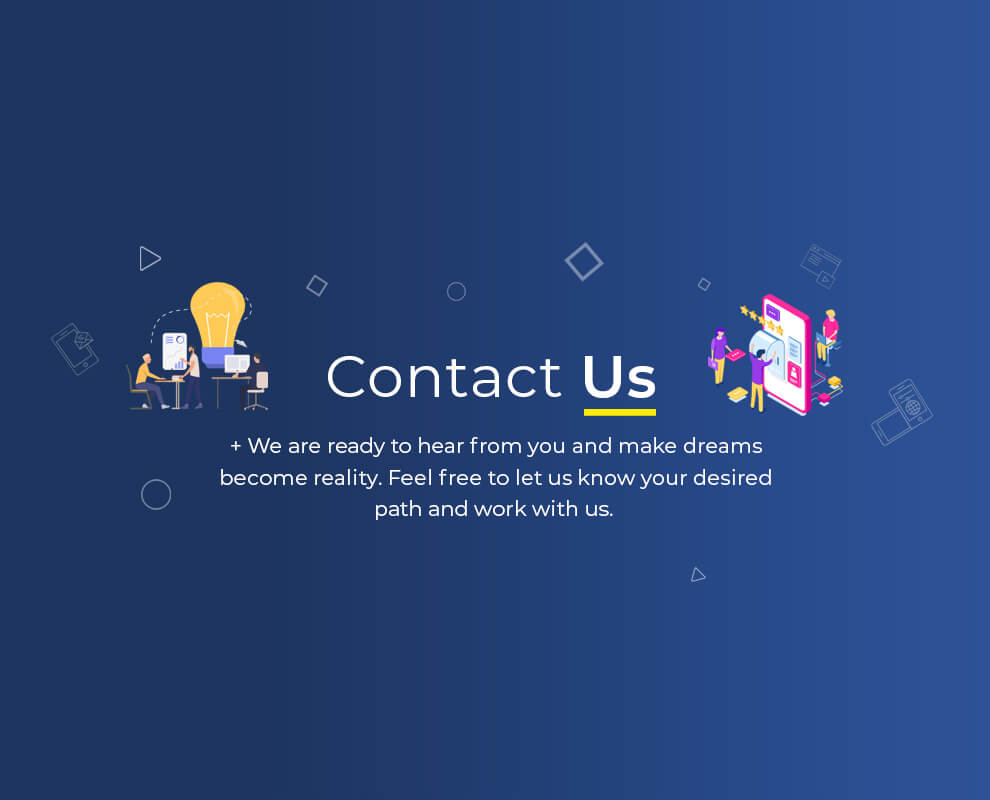 Contact Us
+ We are ready to hear from you and make dreams
become reality. Feel free to let us know your desired
path and work with us.